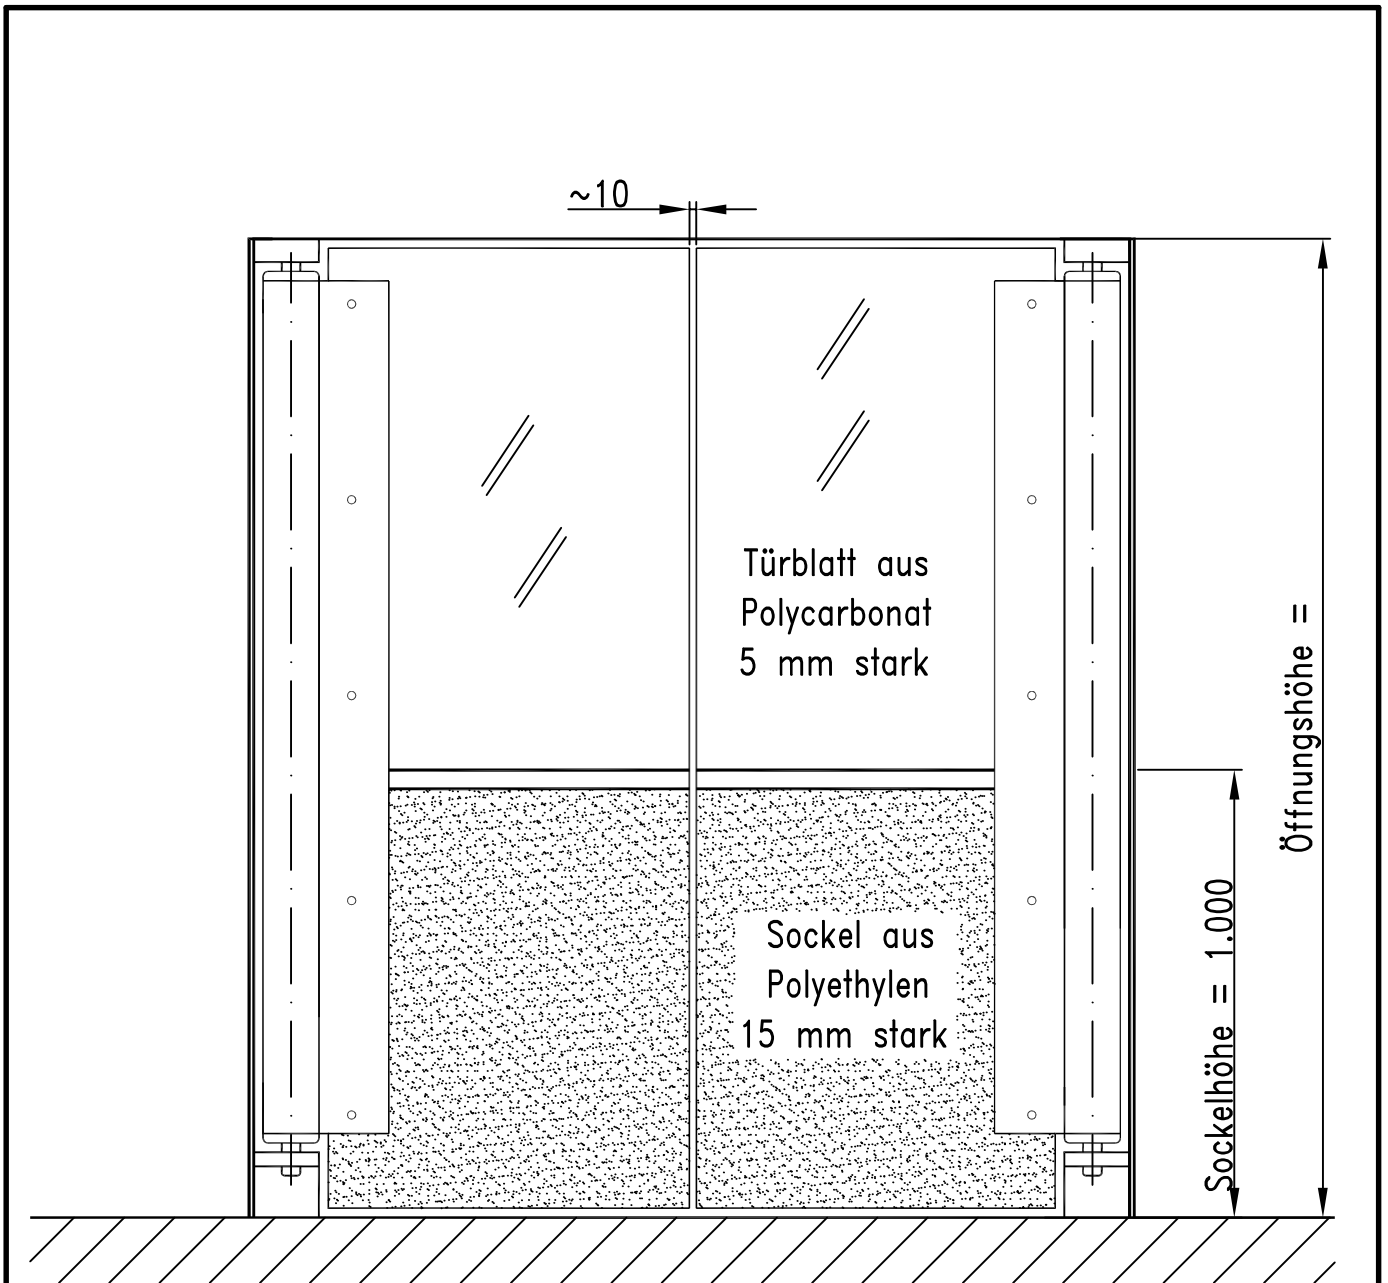 ~10
Türblatt aus
Polycarbonat
5 mm stark
Öffnungshöhe =
Sockelhöhe = 1.000
Sockel aus
Polyethylen
15 mm stark